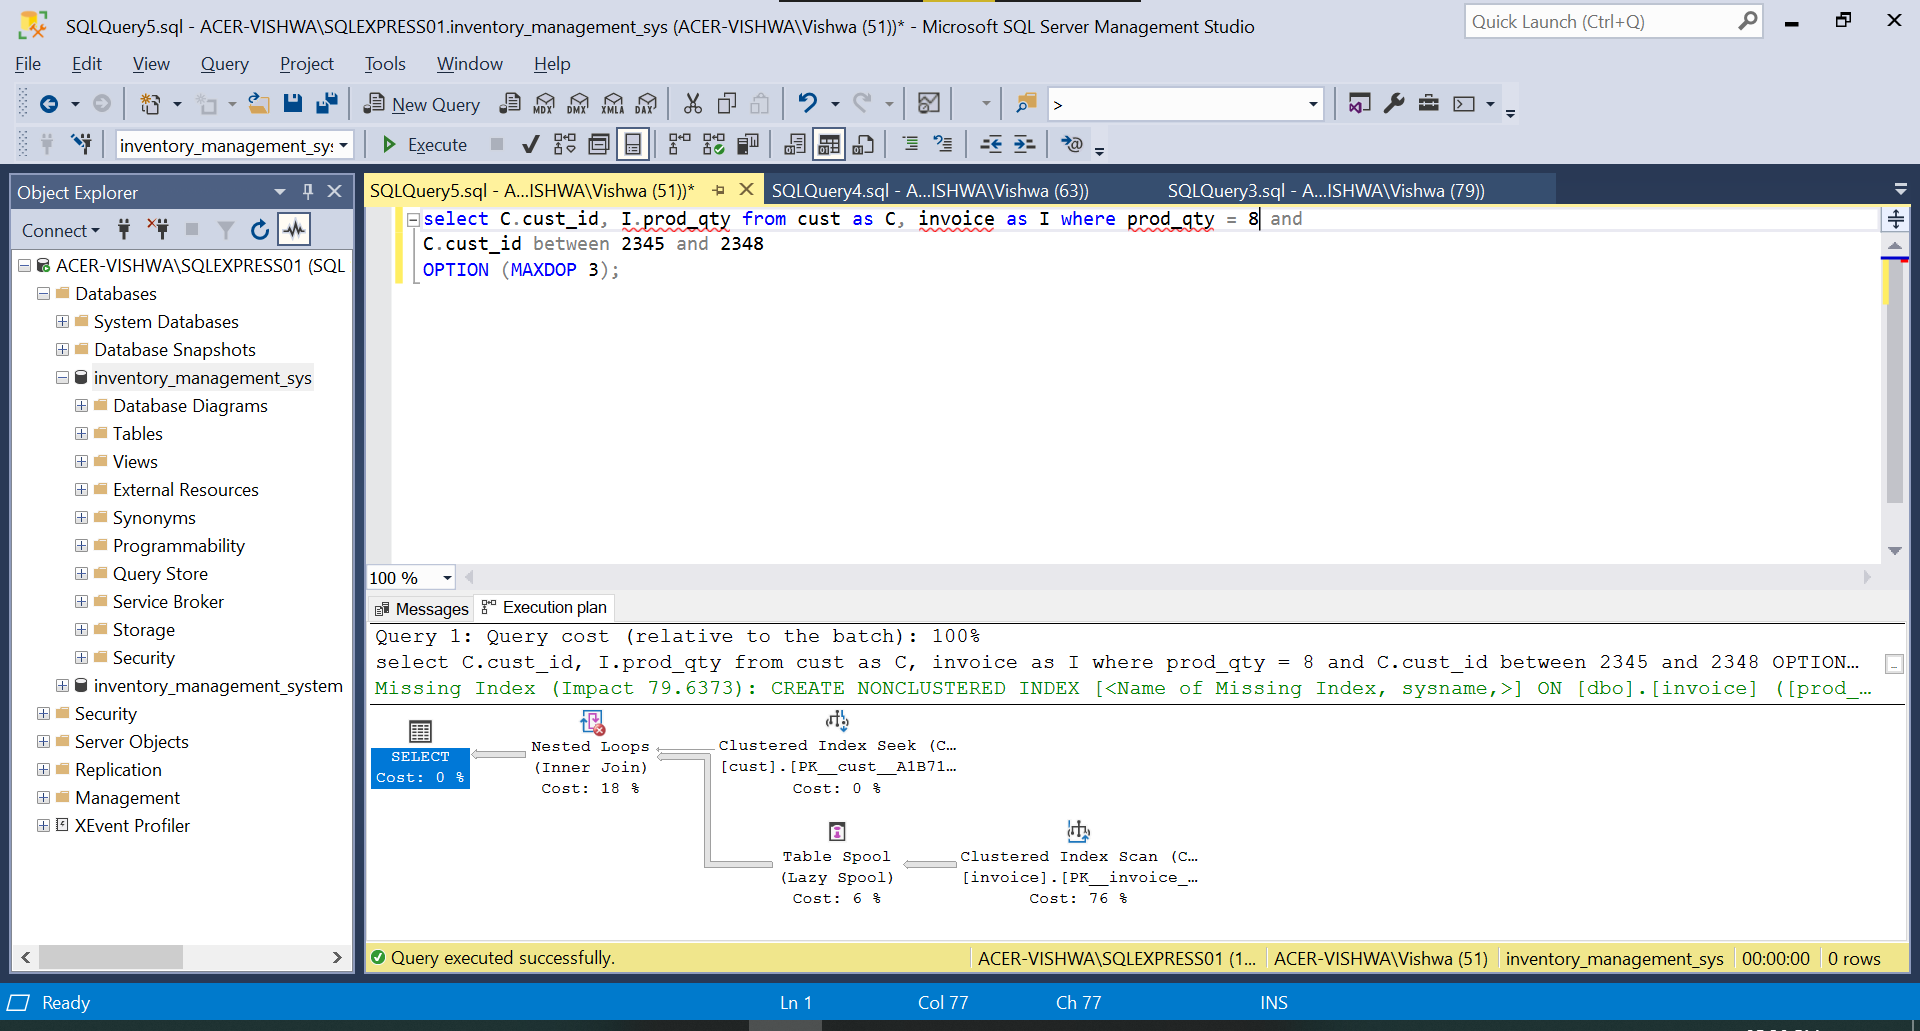 SQLQuery5.sql - ACER-VISHWA\SQLEXPRESS01.inventory_management_sys (ACER-VISHWA\Vishwa (51))* - Microsoft SQL Server Management Studio
Quick Launch (Ctrl+Q)
File Edit View Query Project Tools Window Help
New Query MDX DMX XMLA DAX >
inventory_management_sy Execute
Object Explorer
Connect
ACER-VISHWA\SQLEXPRESS01 (SQL
Databases
System Databases
Database Snapshots
inventory_management_sys
Database Diagrams
Tables
Views
External Resources
Synonyms
Programmability
Query Store
Service Broker
Storage
Security
inventory_management_system
Security
Server Objects
Replication
Management
XEvent Profiler
SQLQuery5.sql - A...ISHWA\Vishwa (51))* SQLQuery4.sql - A...ISHWA\Vishwa (63)) SQLQuery3.sql - A...ISHWA\Vishwa (79))
select C.cust_id, I.prod_qty from cust as C, invoice as I where prod_qty = 8 and
C.cust_id between 2345 and 2348
OPTION (MAXDOP 3);
100 %
Messages Execution plan
Query 1: Query cost (relative to the batch): 100%
select C.cust_id, I.prod_qty from cust as C, invoice as I where prod_qty = 8 and C.cust_id between 2345 and 2348 OPTION...
Missing Index (Impact 79.6373): CREATE NONCLUSTERED INDEX [<Name of Missing Index, sysname,>] ON [dbo].[invoice] ([prod_...
SELECT
Cost: 0 %
Nested Loops
(Inner Join)
Cost: 18 %
Clustered Index Seek (C...
[cust].[PK__cust__A1B71...
Cost: 0 %
Table Spool
(Lazy Spool)
Cost: 6 %
Clustered Index Scan (C...
[invoice].[PK__invoice_...
Cost: 76 %
Query executed successfully. ACER-VISHWA\SQLEXPRESS01 (1... ACER-VISHWA\Vishwa (51) inventory_management_sys 00:00:00 0 rows
Ready Ln 1 Col 77 Ch 77 INS